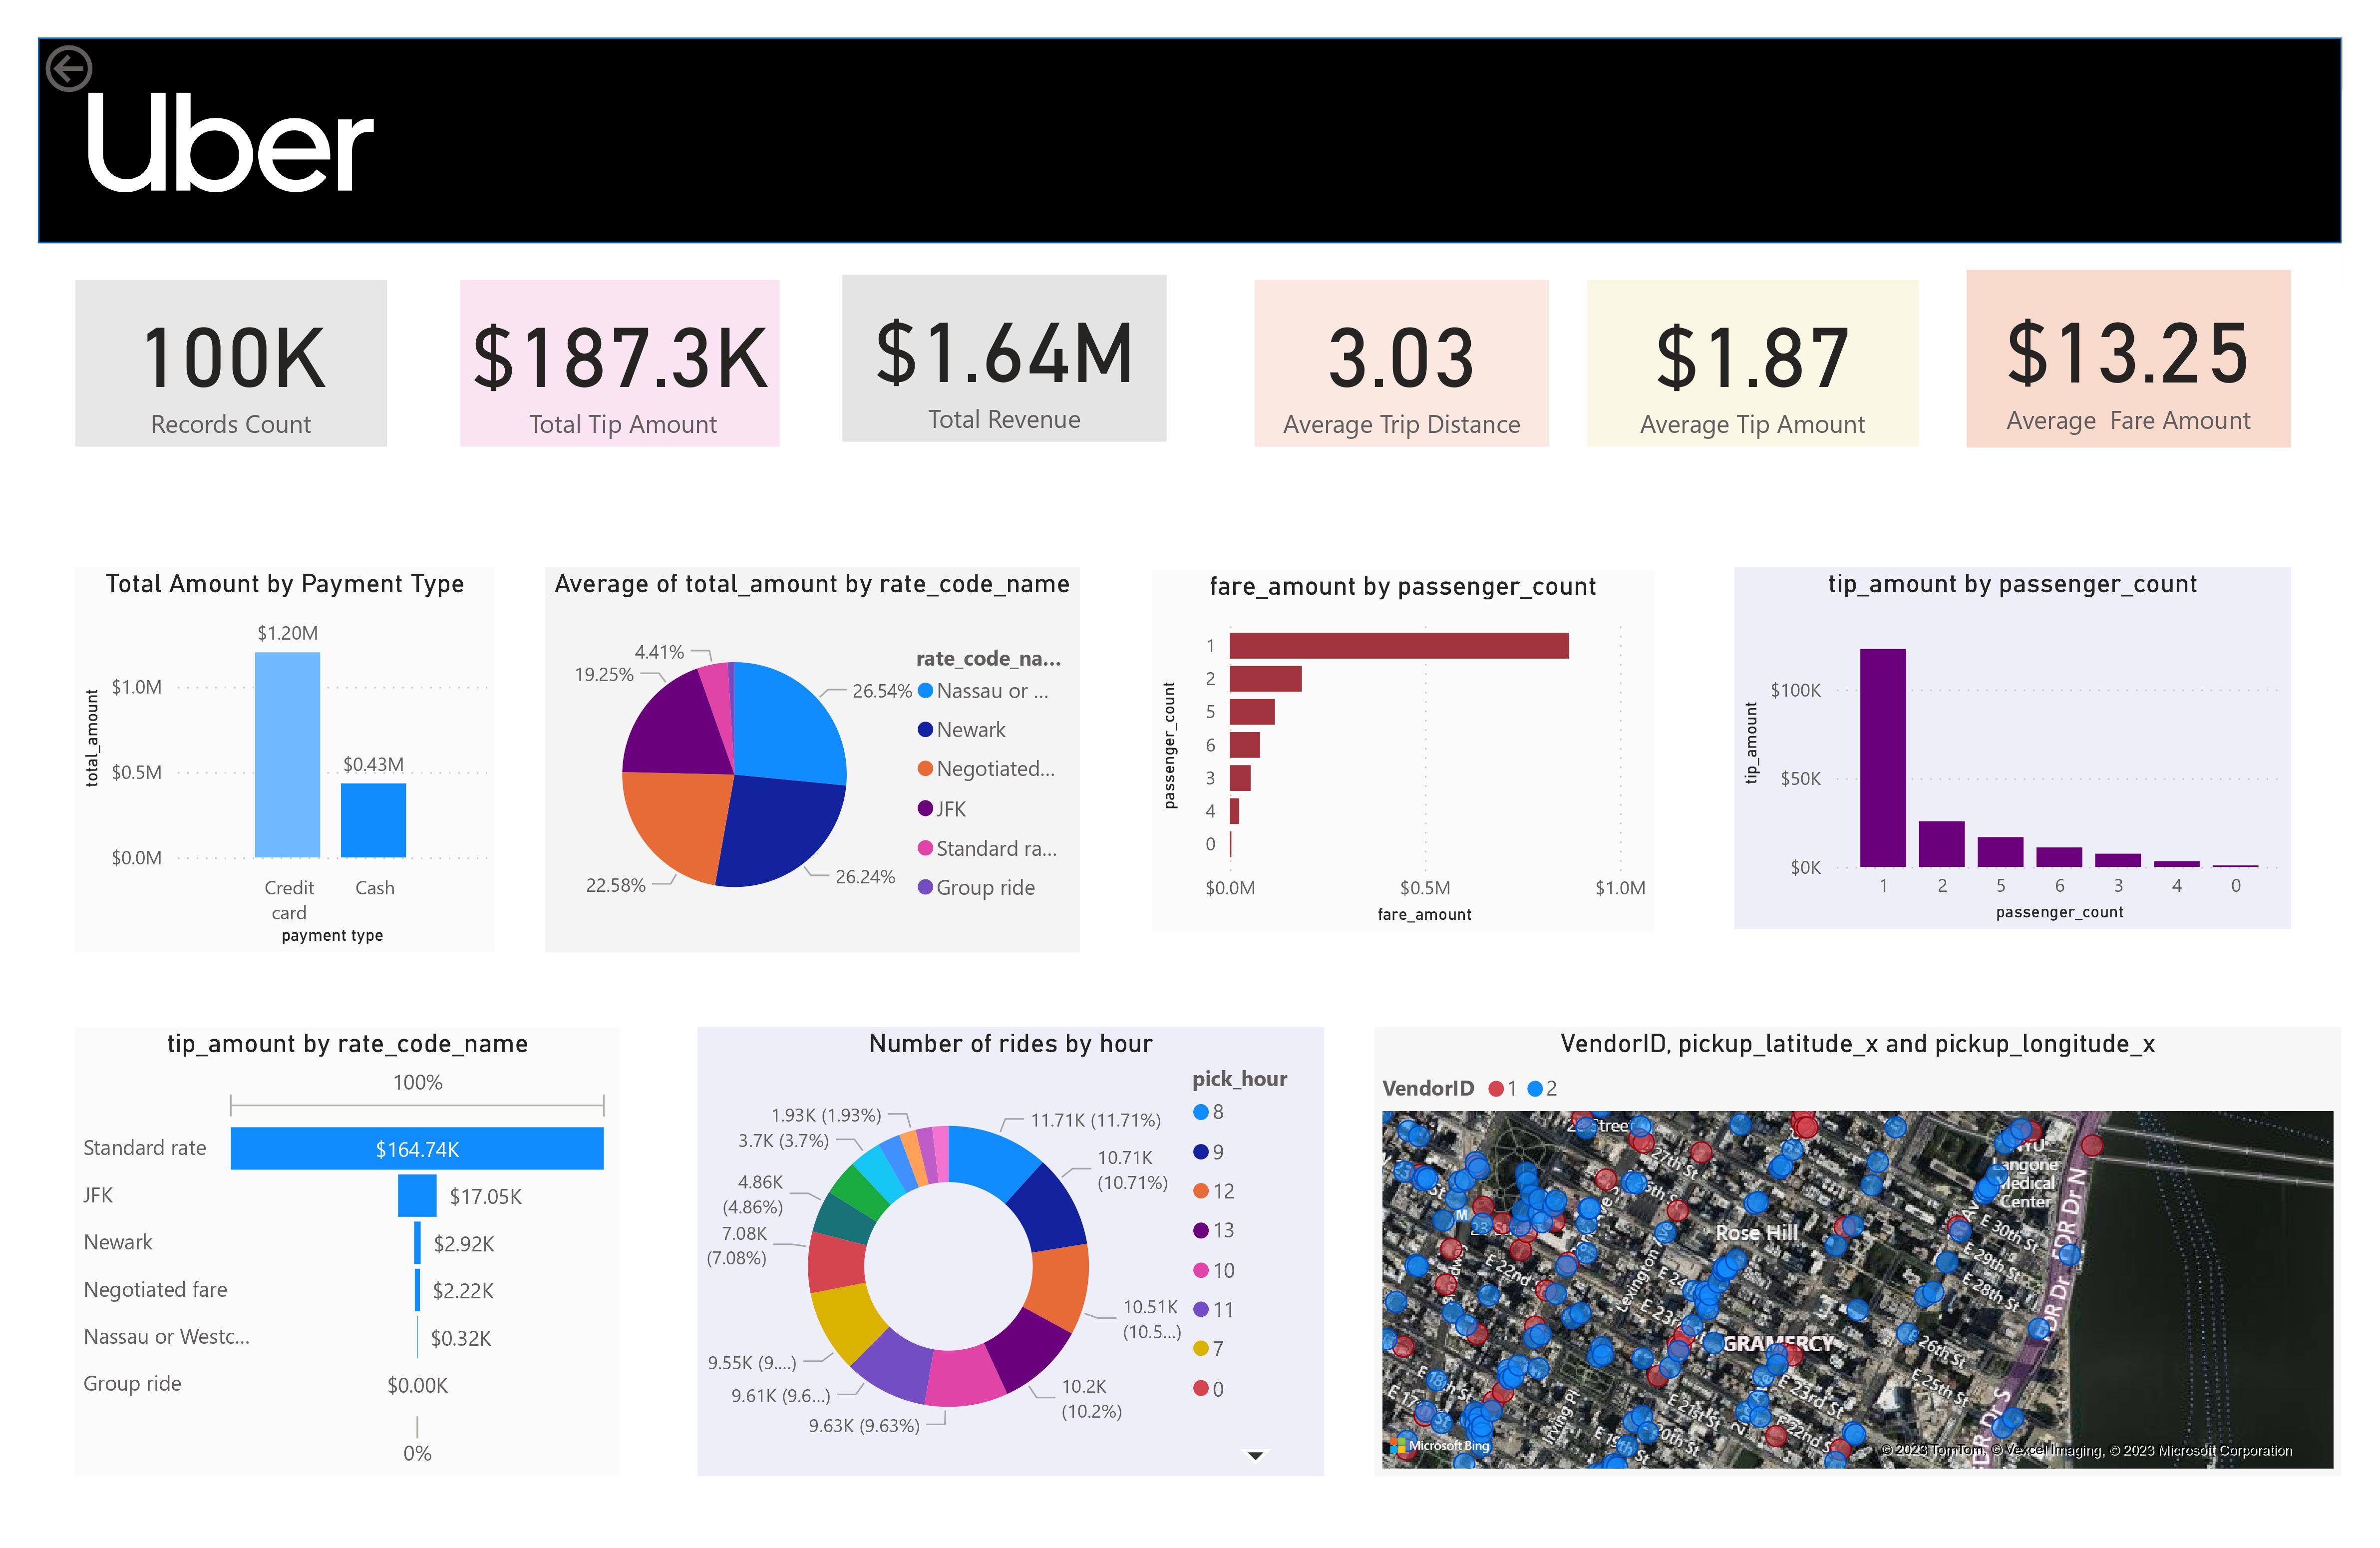 Uber
100K
Records Count
$187.3K
Total Tip Amount
$1.64M
Total Revenue
3.03
Average Trip Distance
$1.87
Average Tip Amount
$13.25
Average  Fare Amount
Total Amount by Payment Type
$1.20M
$0.43M
$1.0M
$0.5M
$0.0M
total_amount
Credit
card
Cash
payment type
Average of total_amount by rate_code_name
4.41%
19.25%
26.54%
22.58%
26.24%
rate_code_na...
Nassau or ...
Newark
Negotiated...
JFK
Standard ra...
Group ride
fare_amount by passenger_count
passenger_count
1
2
5
6
3
4
0
$0.0M
$0.5M
$1.0M
fare_amount
tip_amount by passenger_count
tip_amount
$100K
$50K
$0K
1
2
5
6
3
4
0
passenger_count
tip_amount by rate_code_name
100%
Standard rate
$164.74K
JFK
$17.05K
Newark
$2.92K
Negotiated fare
$2.22K
Nassau or Westc...
$0.32K
Group ride
$0.00K
0%
Number of rides by hour
1.93K (1.93%)
3.7K (3.7%)
4.86K
(4.86%)
7.08K
(7.08%)
9.55K (9....)
9.61K (9.6...)
9.63K (9.63%)
11.71K (11.71%)
10.71K
(10.71%)
10.51K
(10.5...)
10.2K
(10.2%)
pick_hour
8
9
12
13
10
11
7
0
VendorID, pickup_latitude_x and pickup_longitude_x
VendorID
1
2
27th St
NYU
Langone
Medical
Center
Rose Hill
E 30th St
E 29th St
E 28th St
E 26th St
E 25th St
E 22nd
E 23rd St
GRAMERCY
E 21st St
E 18th St
Irving Pl
FDR Dr N
Microsoft Bing
© 2023 TomTom, © Vexcel Imaging, © 2023 Microsoft Corporation